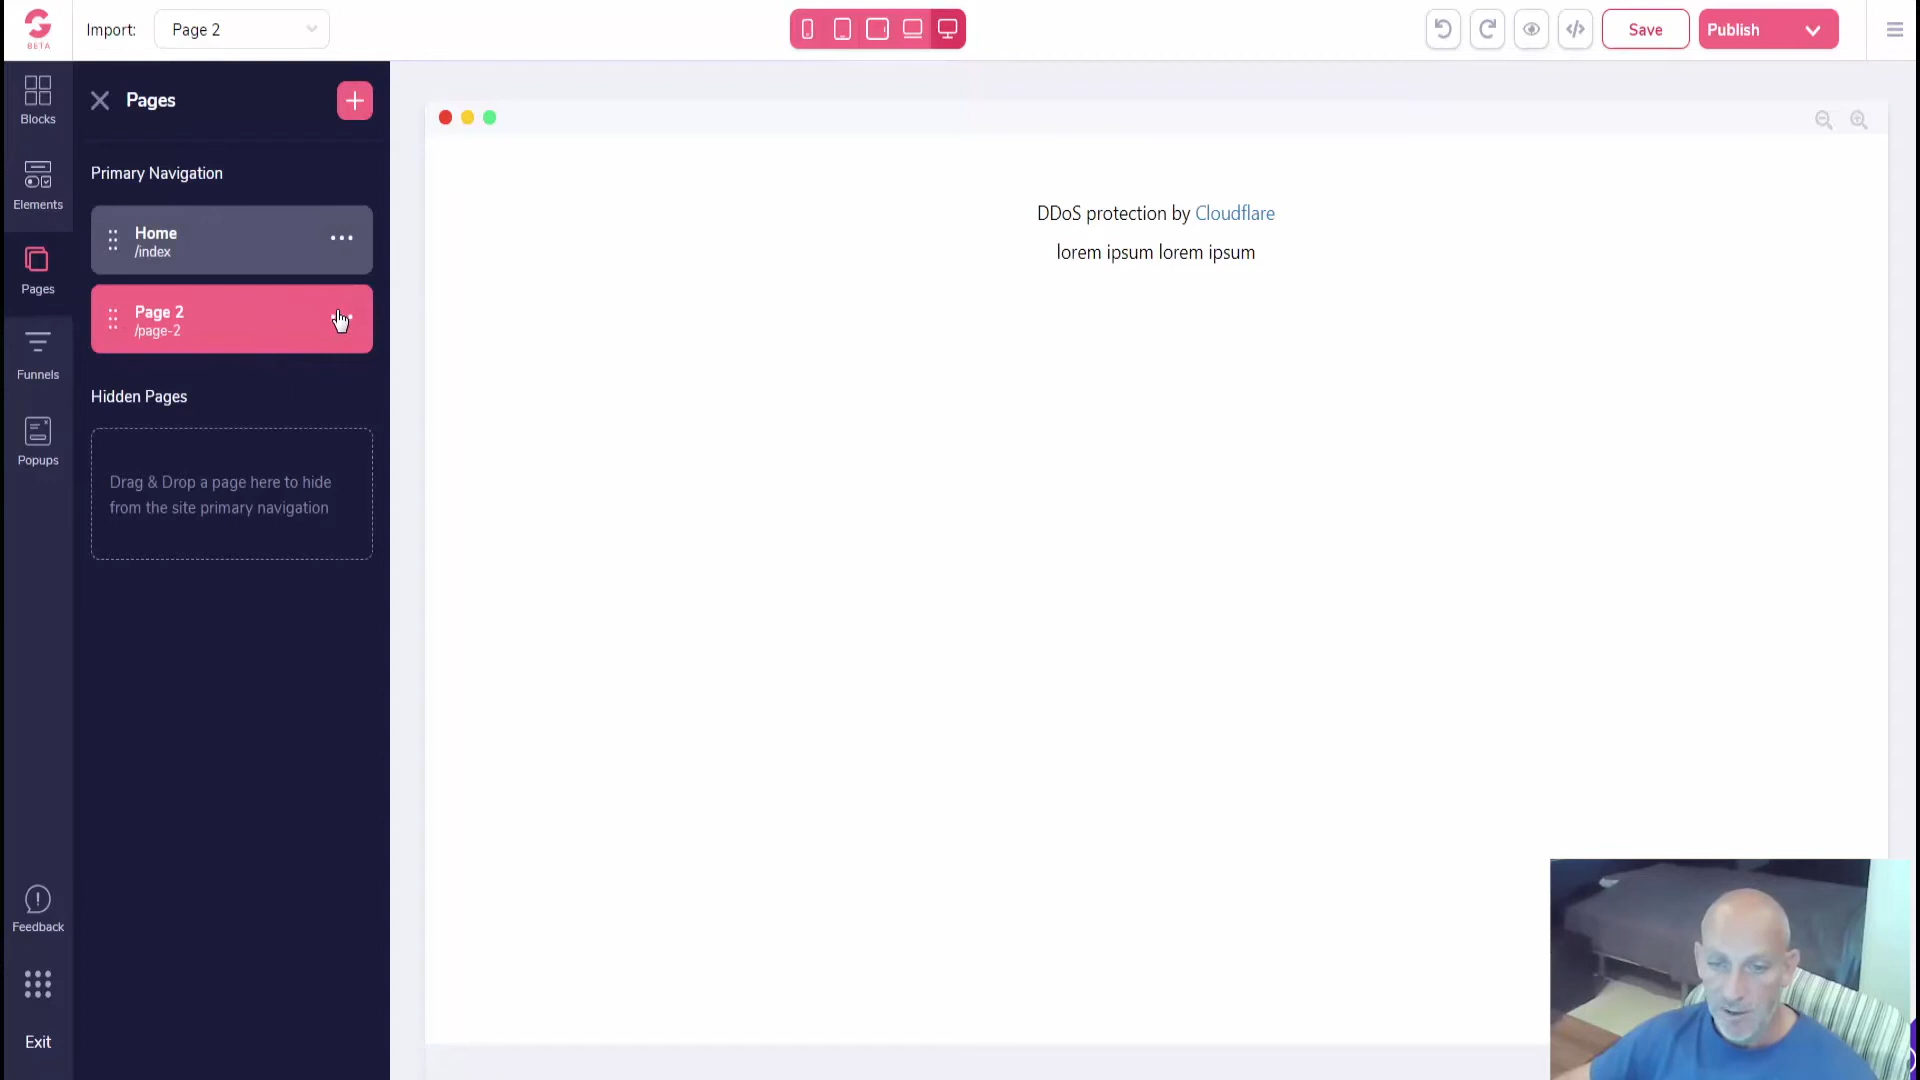 BETA
Import:
Page 2
Save
Publish
Blocks
Elements
Pages
Funnels
Popups
Feedback
Exit
Pages
Primary Navigation
Home
/index
Page 2
/page-2
Hidden Pages
Drag & Drop a page here to hide
from the site primary navigation
DDoS protection by Cloudflare
lorem ipsum lorem ipsum